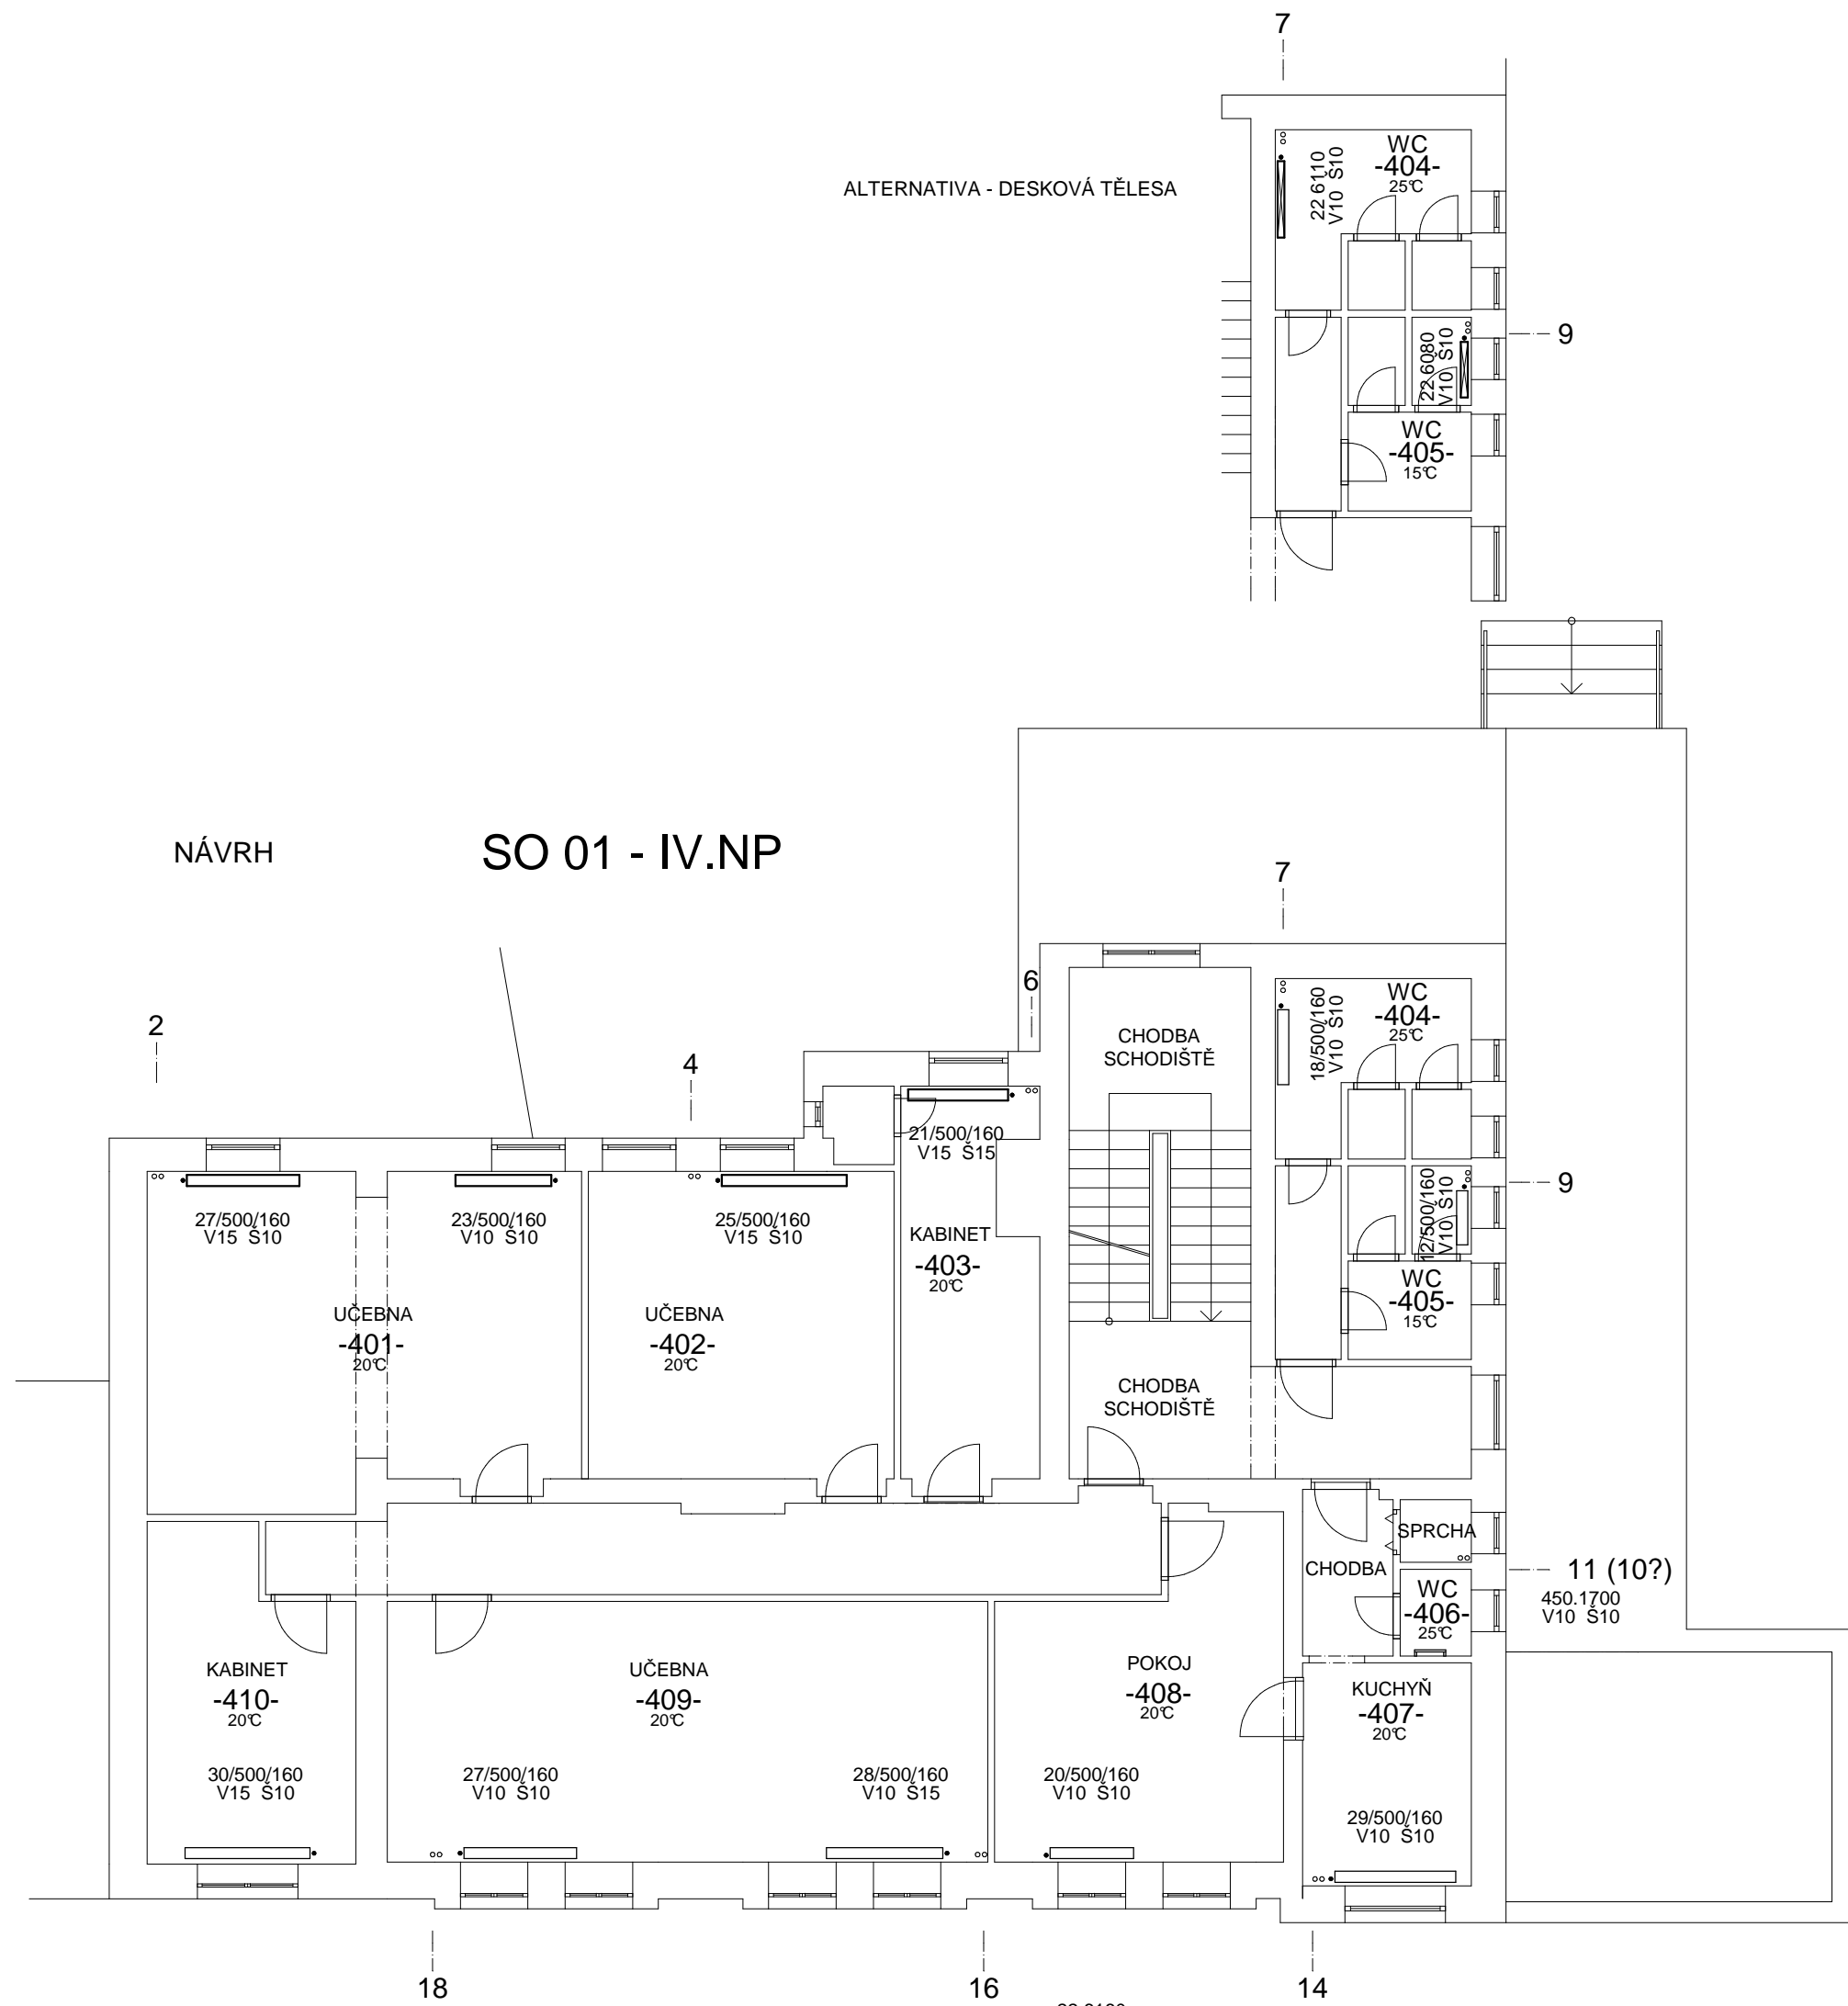 7
ALTERNATIVA - DESKOVÁ TĚLESA
22 6110
V10 Š10
WC
-404-
25°C
22 6080
V10 Š10
9
WC
-405-
15°C
NÁVRH
SO 01 - IV.NP
7
6
2
4
CHODBA
SCHODIŠTĚ
18/500/160
V10 Š10
WC
-404-
25°C
21/500/160
V15 Š15
27/500/160
V15 Š10
23/500/160
V10 Š10
25/500/160
V15 Š10
KABINET
-403-
20°C
12/500/160
V10 Š10
9
WC
-405-
15°C
UČEBNA
-401-
20°C
UČEBNA
-402-
20°C
CHODBA
SCHODIŠTĚ
SPRCHA
CHODBA
11 (10?)
450.1700
V10 Š10
WC
-406-
25°C
KABINET
-410-
20°C
UČEBNA
-409-
20°C
POKOJ
-408-
20°C
KUCHYŇ
-407-
20°C
30/500/160
V15 Š10
27/500/160
V10 Š10
28/500/160
V10 Š15
20/500/160
V10 Š10
29/500/160
V10 Š10
18
16
14